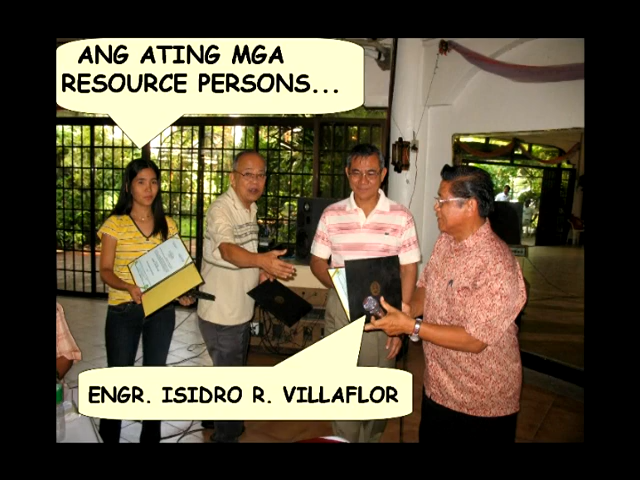 ANG ATING MGA
RESOURCE PERSONS...
ENGR. ISIDRO R. VILLAFLOR